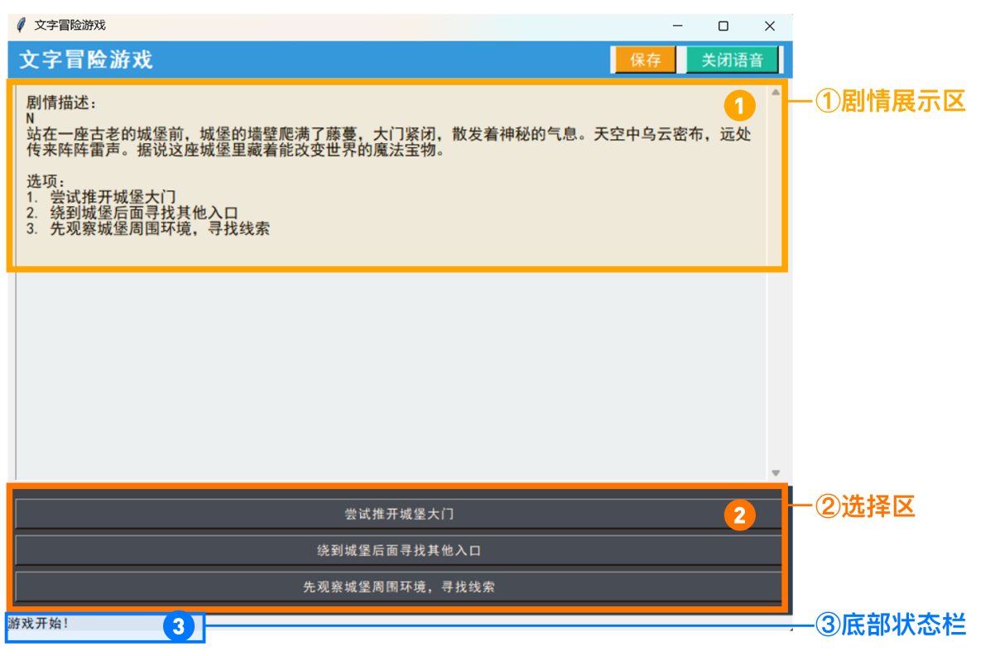 文字冒险游戏
文字冒险游戏
保存
关闭语音
剧情描述:
N
站在一座古老的城堡前，城堡的墙壁爬满了藤蔓，大门紧闭，散发着神秘的气息。天空中乌云密布，远处
传来阵阵雷声。据说这座城堡里藏着能改变世界的魔法宝物。
选项:
1. 尝试推开城堡大门
2. 绕到城堡后面寻找其他入口
3. 先观察城堡周围环境，寻找线索
1
①剧情展示区
尝试推开城堡大门
绕到城堡后面寻找其他入口
先观察城堡周围环境，寻找线索
2
②选择区
游戏开始!
3
③底部状态栏